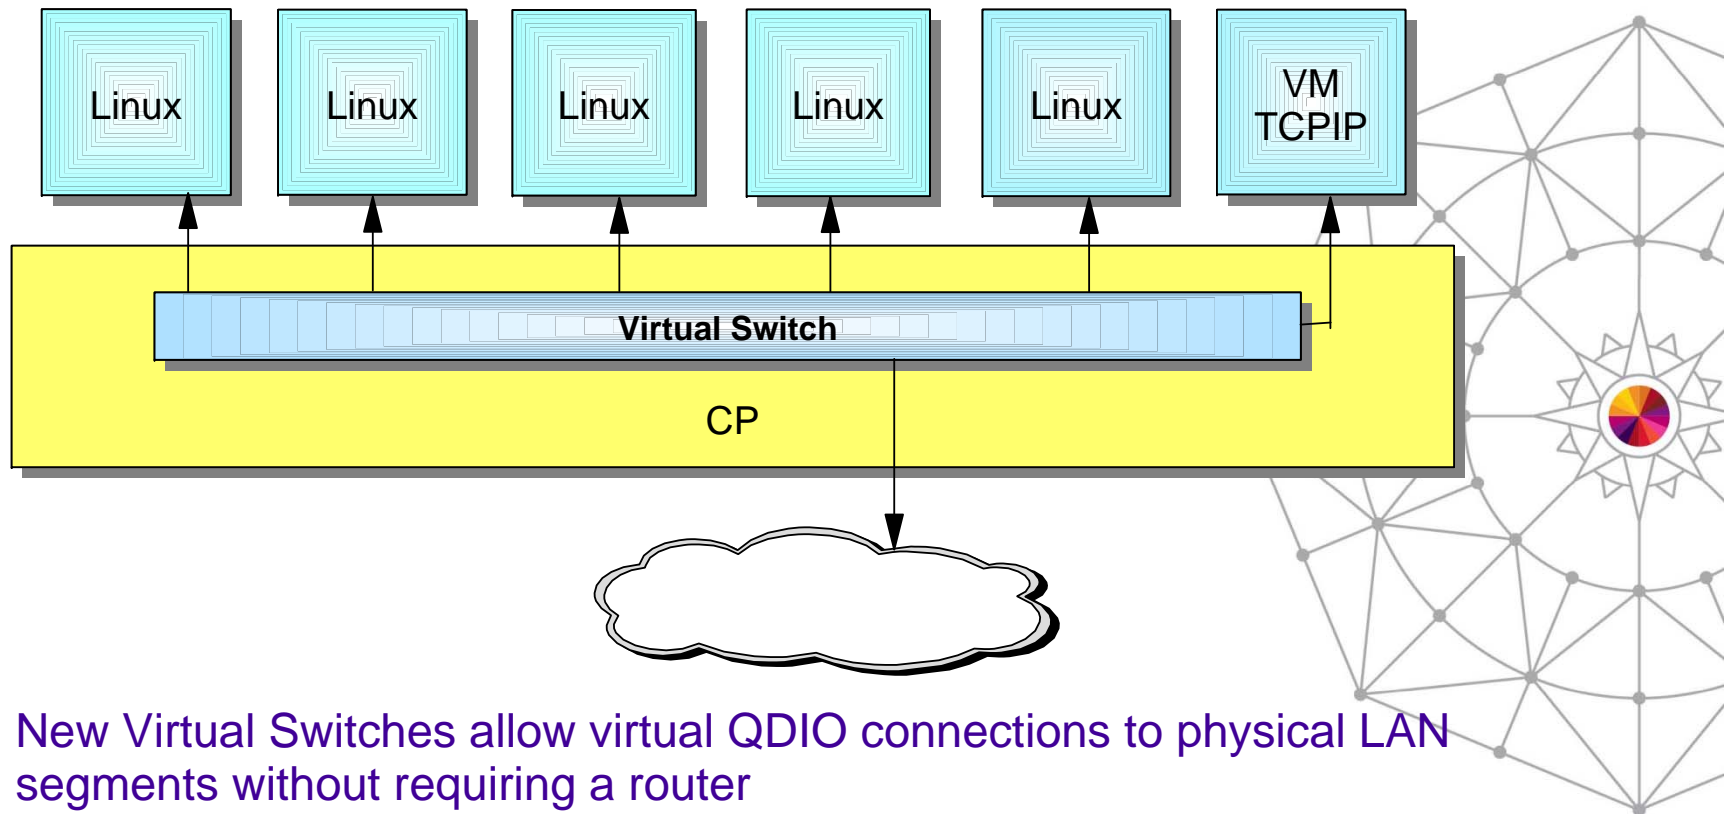 Linux
Linux
Linux
Linux
Linux
VM
TCPIP
Virtual Switch
CP
New Virtual Switches allow virtual QDIO connections to physical LAN
segments without requiring a router